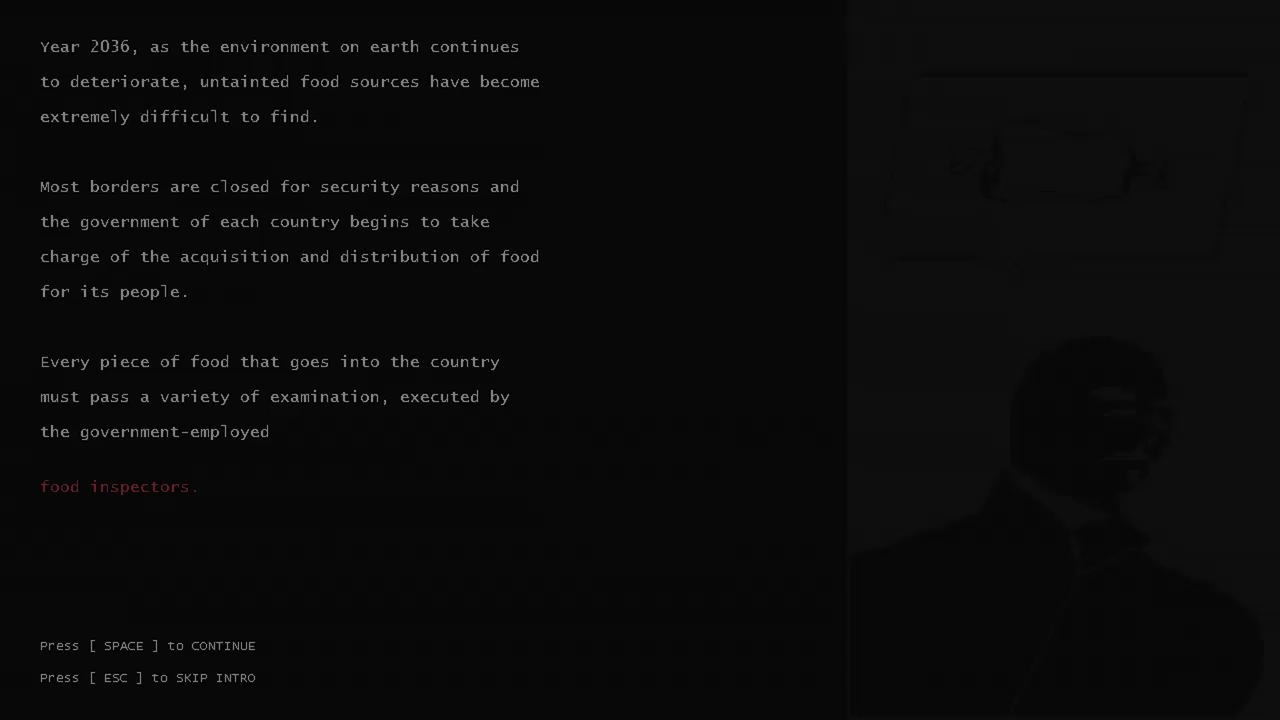 Year 2036, as the environment on earth continues
to deteriorate, untainted food sources have become
extremely difficult to find.
Most borders are closed for security reasons and
the government of each country begins to take
charge of the acquisition and distribution of food
for its people.
Every piece of food that goes into the country
must pass a variety of examination, executed by
the government-employed
food inspectors.
Press [ SPACE ] to CONTINUE
Press [ ESC ] to SKIP INTRO